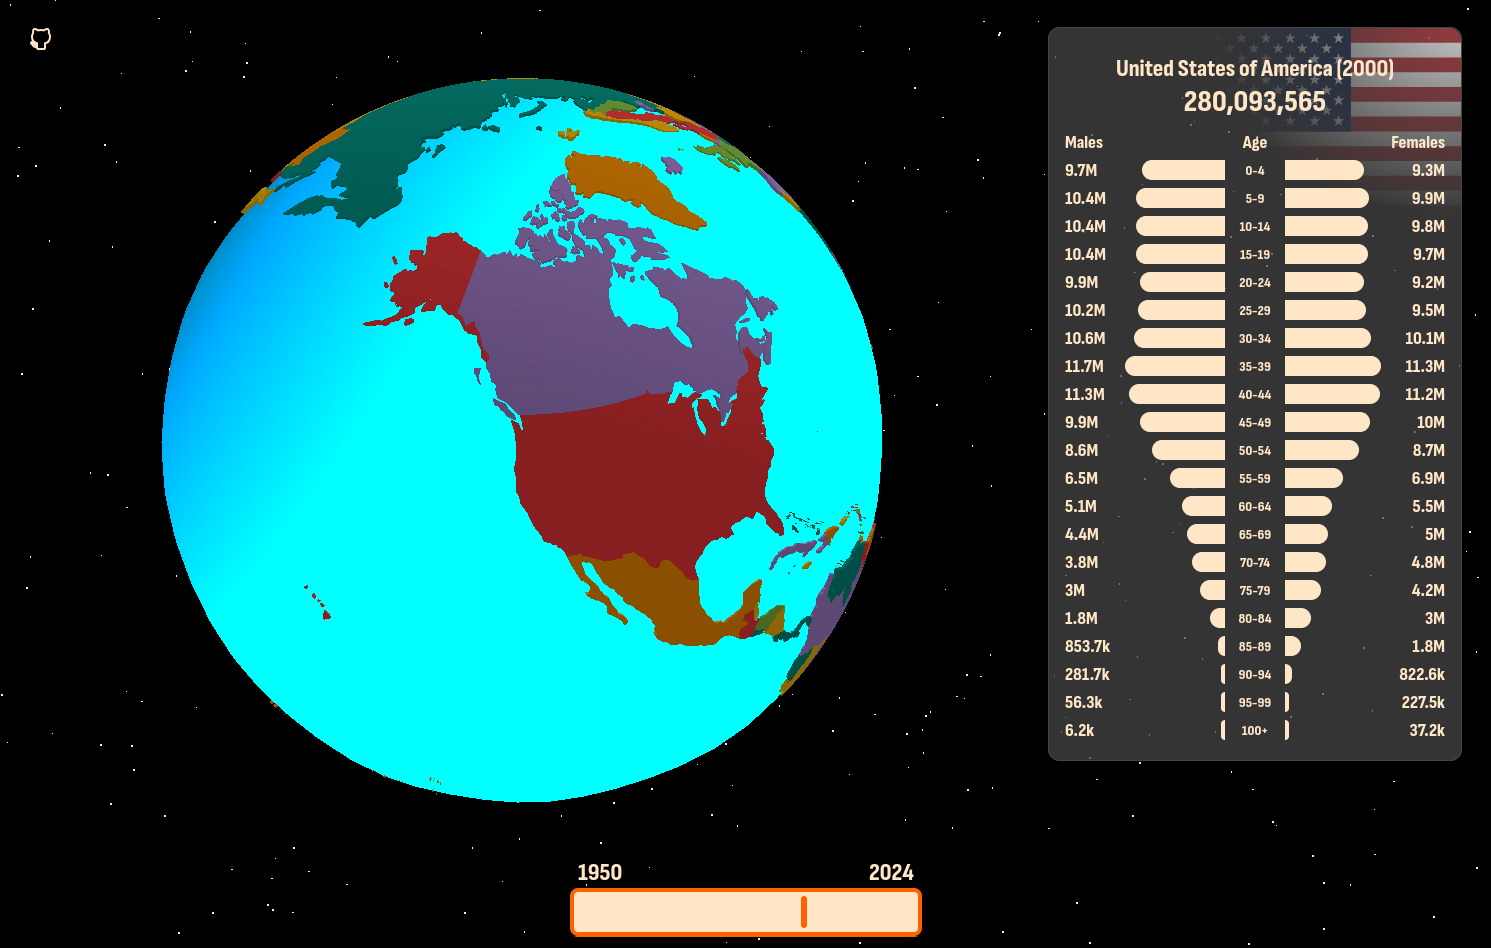 United States of America (2000)
280,093,565
Males Age Females
9.7M 0-4 9.3M
10.4M 5-9 9.9M
10.4M 10-14 9.8M
10.4M 15-19 9.7M
9.9M 20-24 9.2M
10.2M 25-29 9.5M
10.6M 30-34 10.1M
11.7M 35-39 11.3M
11.3M 40-44 11.2M
9.9M 45-49 10M
8.6M 50-54 8.7M
6.5M 55-59 6.9M
5.1M 60-64 5.5M
4.4M 65-69 5M
3.8M 70-74 4.8M
3M 75-79 4.2M
1.8M 80-84 3M
853.7k 85-89 1.8M
281.7k 90-94 822.6k
56.3k 95-99 227.5k
6.2k 100+ 37.2k
1950 2024